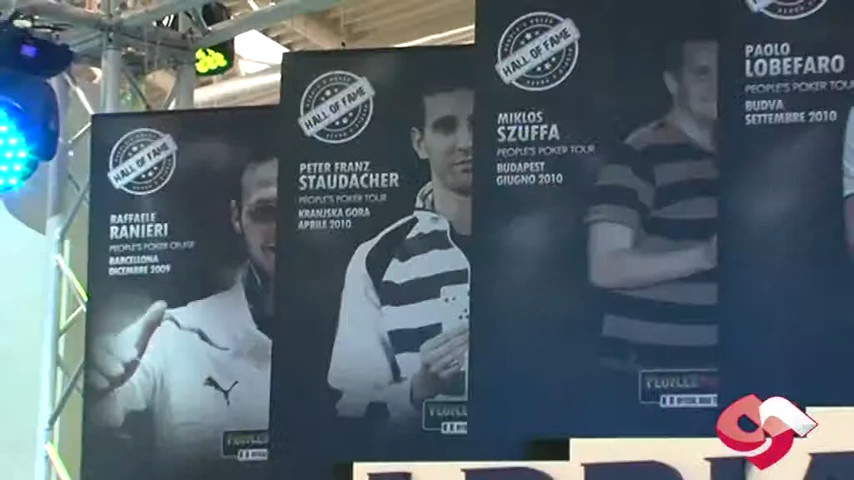 HALL OF FAME
RAFFAELE
RANIERI
PEOPLE'S POKER CRUISE
BARCELLONA
DICEMBRE 2009
HALL OF FAME
PETER FRANZ
STAUDACHER
PEOPLE'S POKER TOUR
KRANJSKA GORA
APRILE 2010
HALL OF FAME
MIKLOS
SZUFFA
PEOPLE'S POKER TOUR
BUDAPEST
GIUGNO 2010
PAOLO
LOBEFARO
PEOPLE'S POKER TOUR
BUDVA
SETTEMBRE 2010
PEOPLE'S